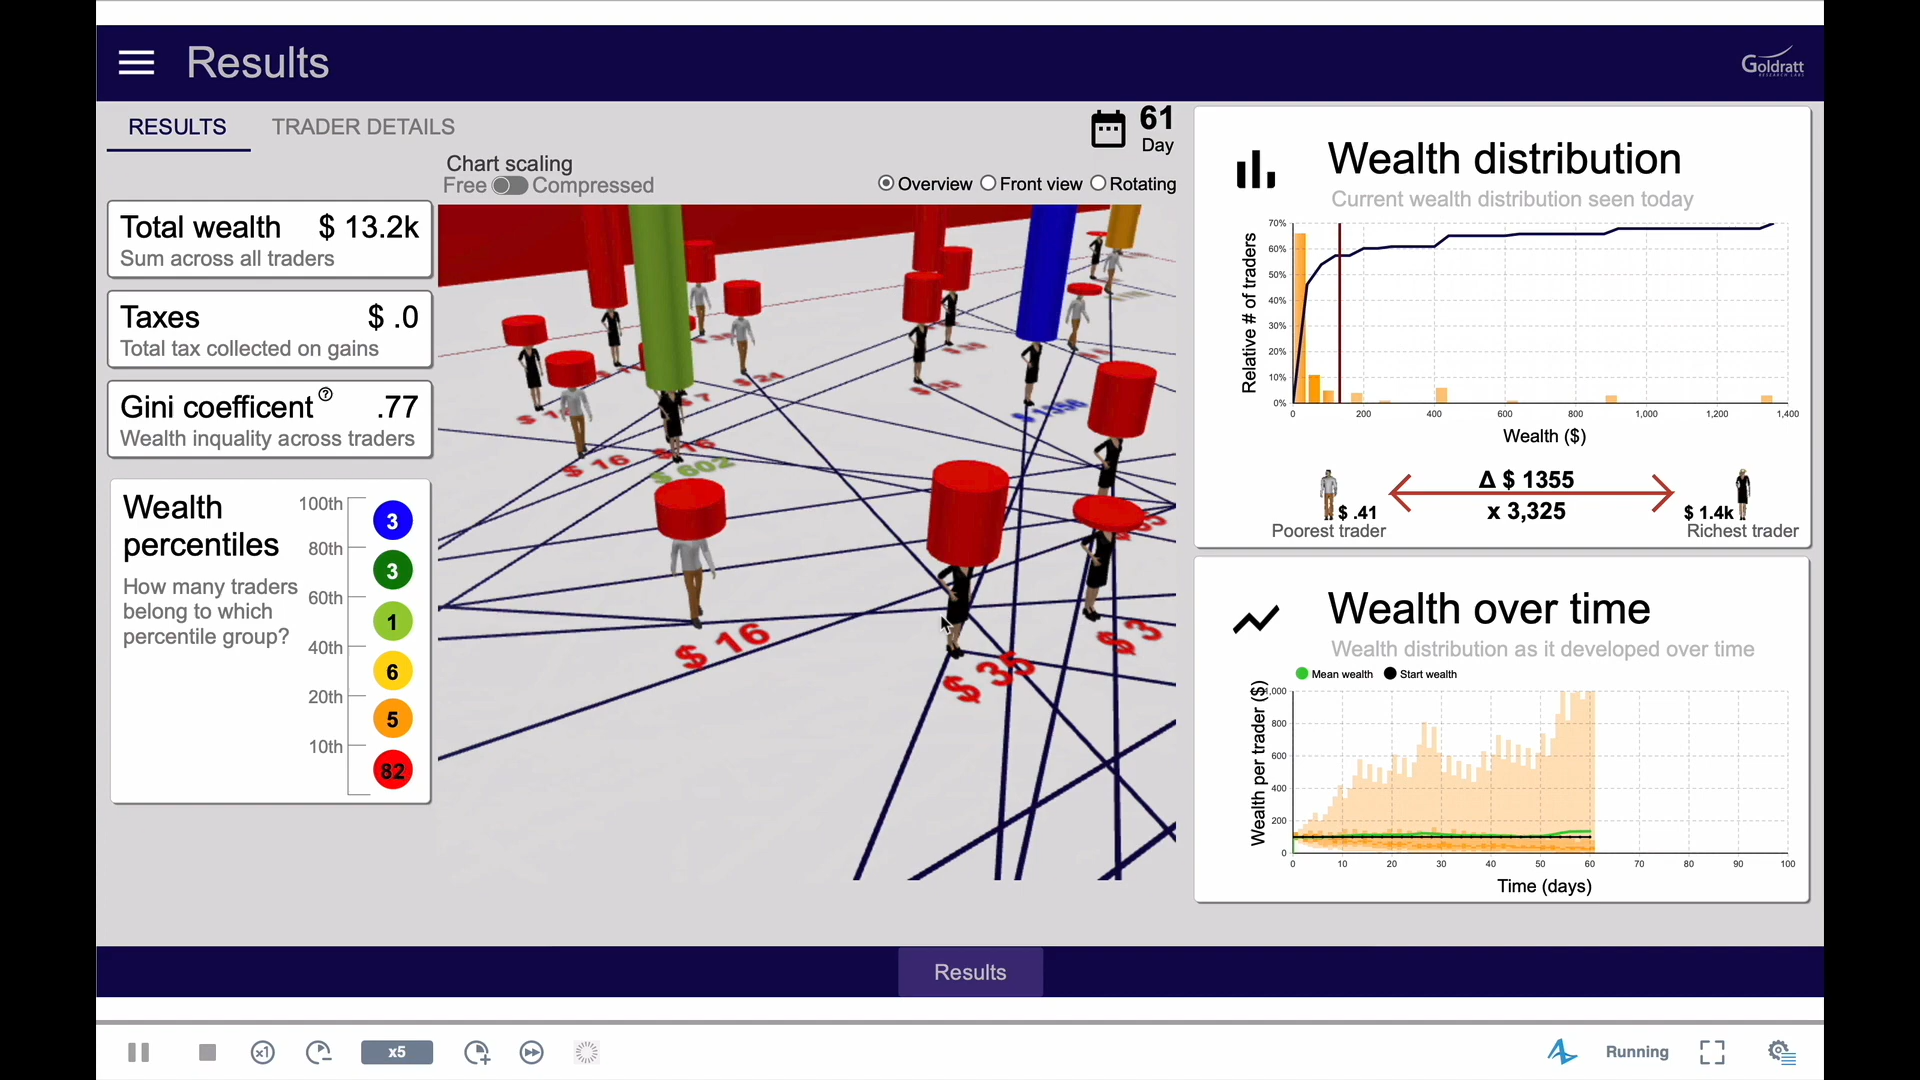 Results
Goldratt
RESEARCH LABS
RESULTS
TRADER DETAILS
61
Day
Chart scaling
Free
Compressed
Overview
Front view
Rotating
Total wealth
$ 13.2k
Sum across all traders
Taxes
$ .0
Total tax collected on gains
Gini coefficent
?
.77
Wealth inquality across traders
Wealth
percentiles
How many traders
belong to which
percentile group?
100th
80th
60th
40th
20th
10th
3
3
1
6
5
82
$ 24
$ 16
$ 602
$ 16
$ 35
$ 3
Wealth distribution
Current wealth distribution seen today
Relative # of traders
70%
60%
50%
40%
30%
20%
10%
0%
0
200
400
600
800
1,000
1,200
1,400
Wealth ($)
Δ $ 1355
x 3,325
$ .41
Poorest trader
$ 1.4k
Richest trader
Wealth over time
Wealth distribution as it developed over time
Mean wealth
Start wealth
Wealth per trader ($)
800
600
400
200
0
0
10
20
30
40
50
60
70
80
90
100
Time (days)
Results
x1
x5
Running